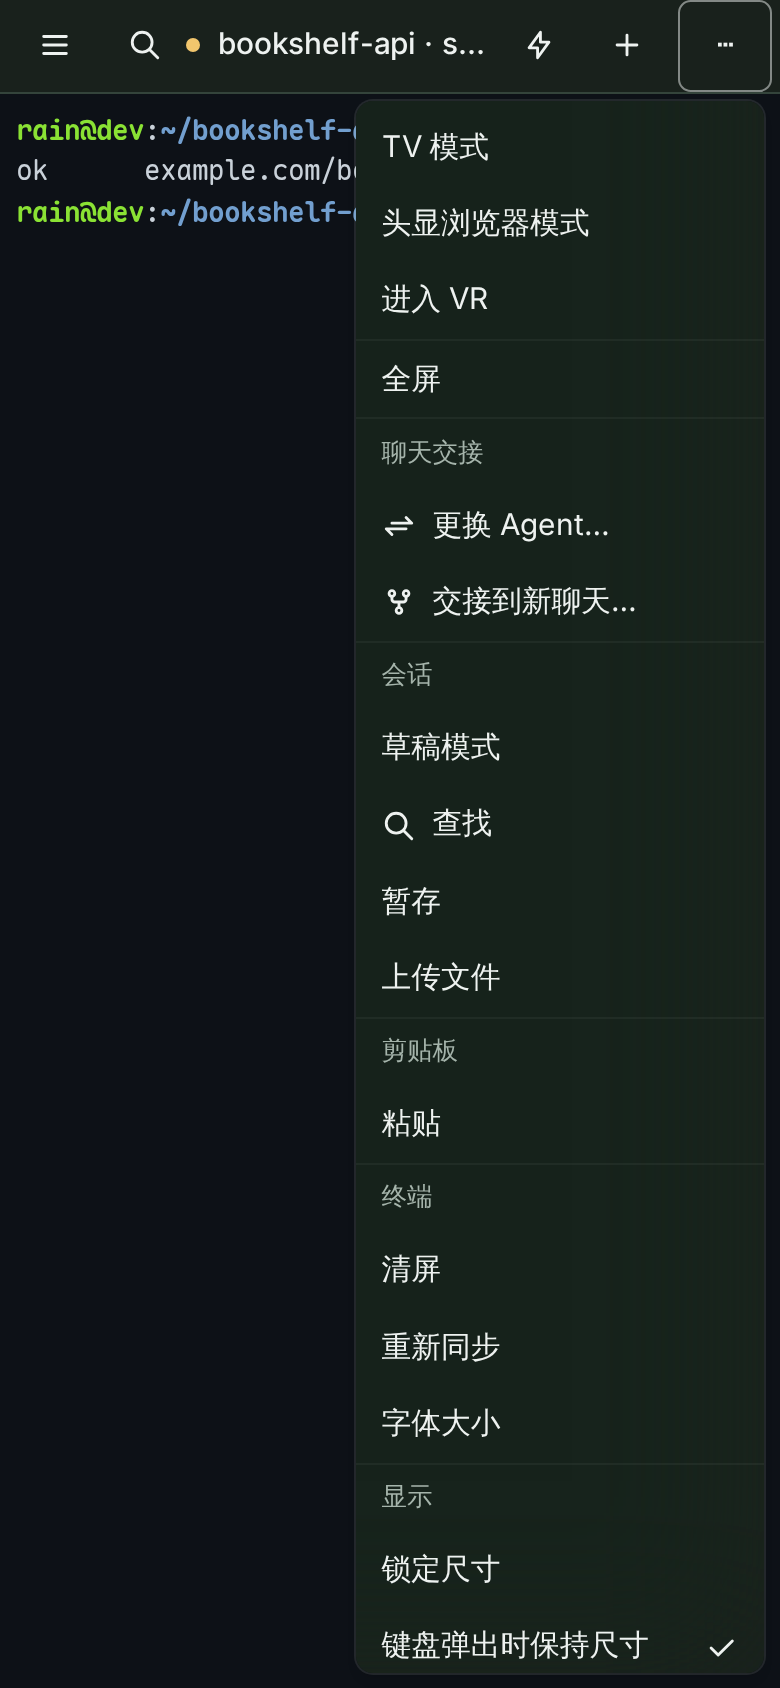 bookshelf-api · s...
rain@dev:~/bookshelf-
ok example.com/b
rain@dev:~/bookshelf-
TV 模式
头显浏览器模式
进入 VR
全屏
聊天交接
更换 Agent...
交接到新聊天...
会话
草稿模式
查找
暂存
上传文件
剪贴板
粘贴
终端
清屏
重新同步
字体大小
显示
锁定尺寸
键盘弹出时保持尺寸